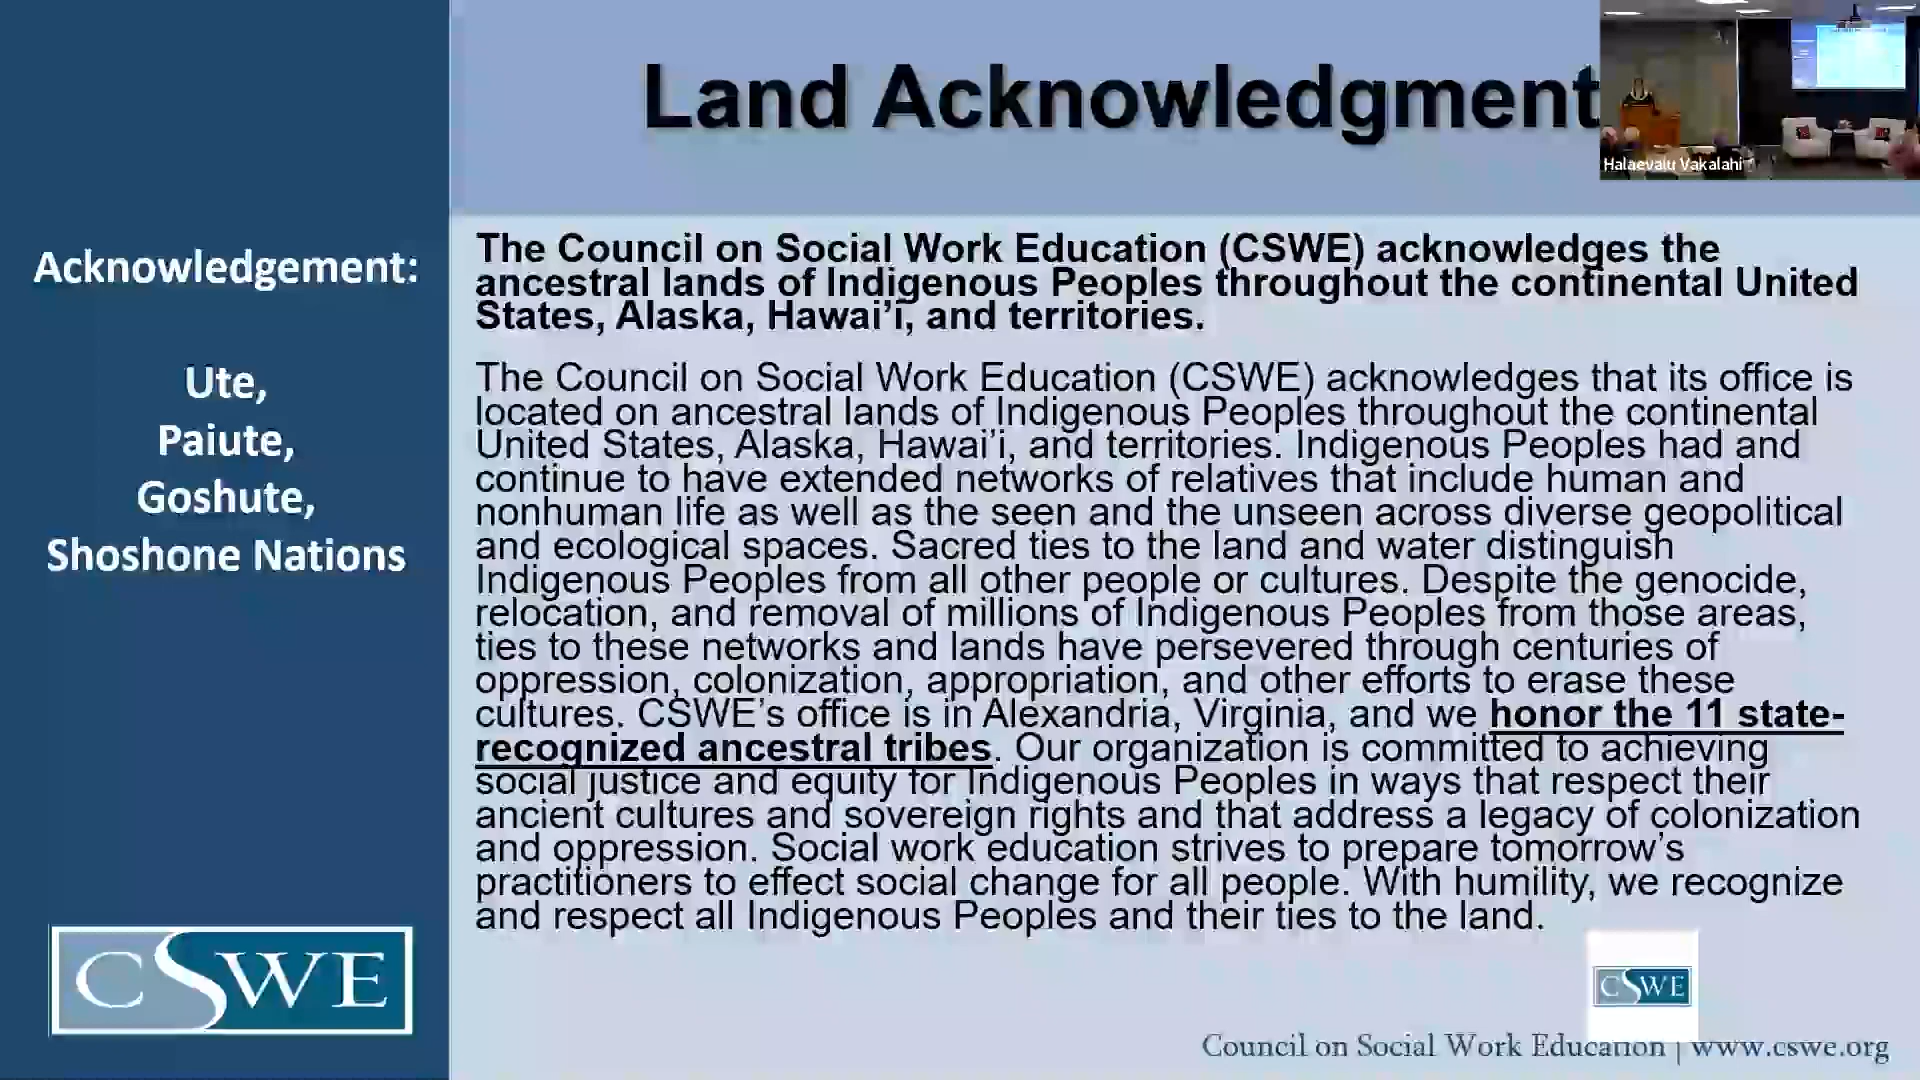 Land Acknowledgment
Halaevalu Vakalahi
Acknowledgement:
Ute,
Paiute,
Goshute,
Shoshone Nations
CSWE
The Council on Social Work Education (CSWE) acknowledges the
ancestral lands of Indigenous Peoples throughout the continental United
States, Alaska, Hawai’i, and territories.
The Council on Social Work Education (CSWE) acknowledges that its office is
located on ancestral lands of Indigenous Peoples throughout the continental
United States, Alaska, Hawai’i, and territories. Indigenous Peoples had and
continue to have extended networks of relatives that include human and
nonhuman life as well as the seen and the unseen across diverse geopolitical
and ecological spaces. Sacred ties to the land and water distinguish
Indigenous Peoples from all other people or cultures. Despite the genocide,
relocation, and removal of millions of Indigenous Peoples from those areas,
ties to these networks and lands have persevered through centuries of
oppression, colonization, appropriation, and other efforts to erase these
cultures. CSWE’s office is in Alexandria, Virginia, and we honor the 11 state-
recognized ancestral tribes. Our organization is committed to achieving
social justice and equity for Indigenous Peoples in ways that respect their
ancient cultures and sovereign rights and that address a legacy of colonization
and oppression. Social work education strives to prepare tomorrow’s
practitioners to effect social change for all people. With humility, we recognize
and respect all Indigenous Peoples and their ties to the land.
CSWE
Council on Social Work Education | www.cswe.org